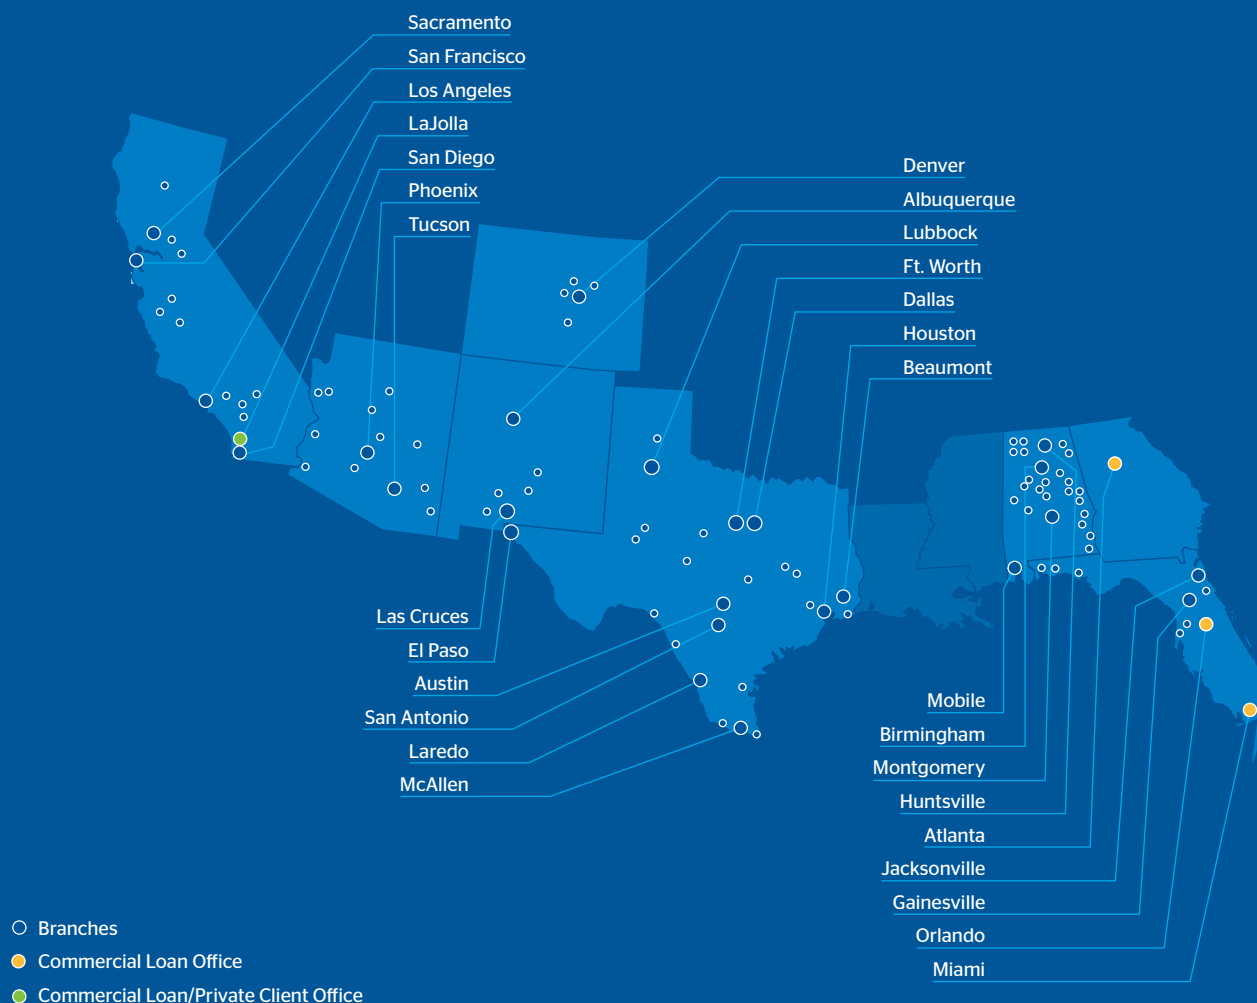 Sacramento
San Francisco
Los Angeles
LaJolla
San Diego
Phoenix
Tucson
Denver
Albuquerque
Lubbock
Ft. Worth
Dallas
Houston
Beaumont
Las Cruces
El Paso
Austin
San Antonio
Laredo
McAllen
Mobile
Birmingham
Montgomery
Huntsville
Atlanta
Jacksonville
Gainesville
Orlando
Miami
Branches
Commercial Loan Office
Commercial Loan/Private Client Office